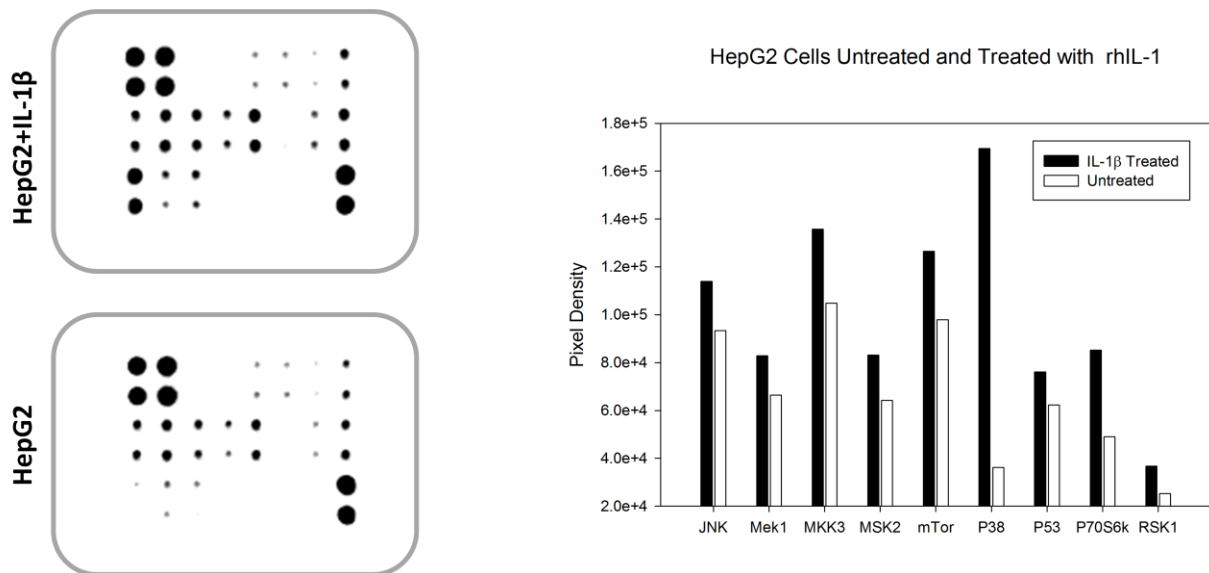 HepG2+IL-1β
HepG2
HepG2 Cells Untreated and Treated with rhIL-1
Pixel Density
1.8e+5
1.6e+5
1.4e+5
1.2e+5
1.0e+5
8.0e+4
6.0e+4
4.0e+4
2.0e+4
IL-1β Treated
Untreated
JNK Mek1 MKK3 MSK2 mTor P38 P53 P70S6k RSK1